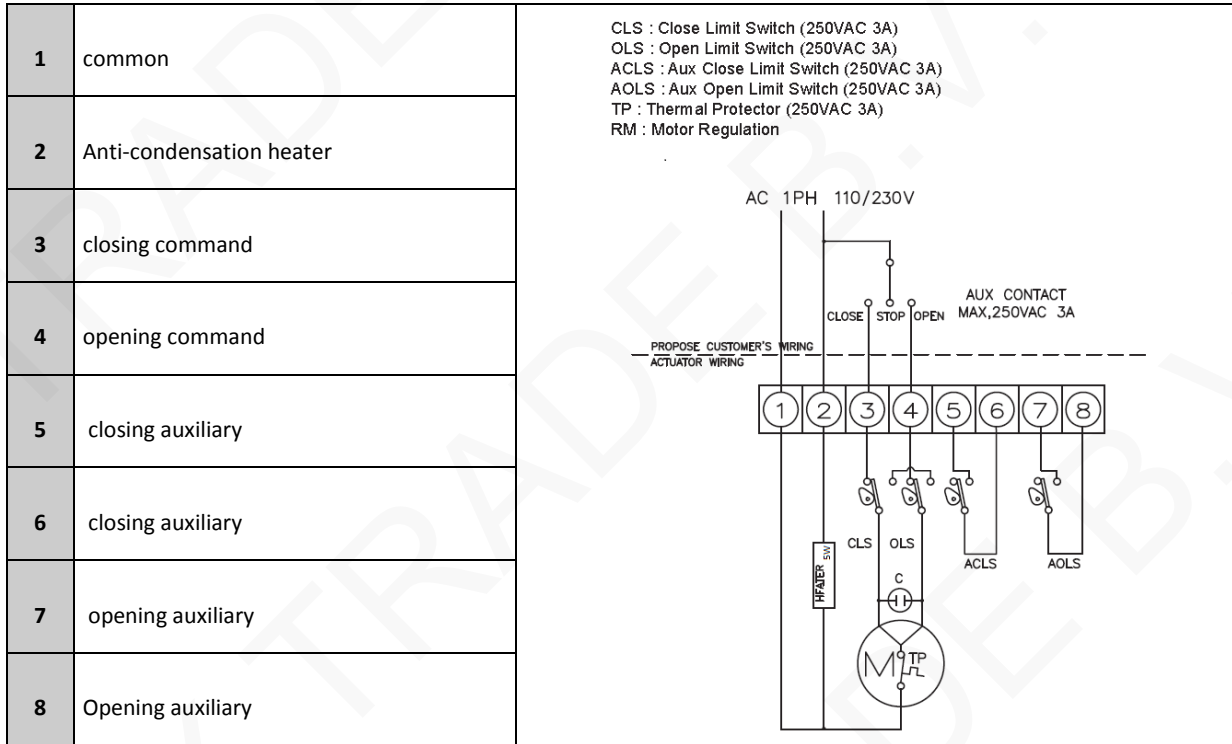 1 common
2 Anti-condensation heater
3 closing command
4 opening command
5 closing auxiliary
6 closing auxiliary
7 opening auxiliary
8 Opening auxiliary
CLS : Close Limit Switch (250VAC 3A)
OLS : Open Limit Switch (250VAC 3A)
ACLS : Aux Close Limit Switch (250VAC 3A)
AOLS : Aux Open Limit Switch (250VAC 3A)
TP : Thermal Protector (250VAC 3A)
RM : Motor Regulation
AC 1PH 110/230V
AUX CONTACT
CLOSE STOP OPEN MAX,250VAC 3A
PROPOSE CUSTOMER'S WIRING
ACTUATOR WIRING
1 2 3 4 5 6 7 8
CLS OLS
ACLS AOLS
HEATER 5W
C
M TP
TRADE B.V.
TRADE B.V.